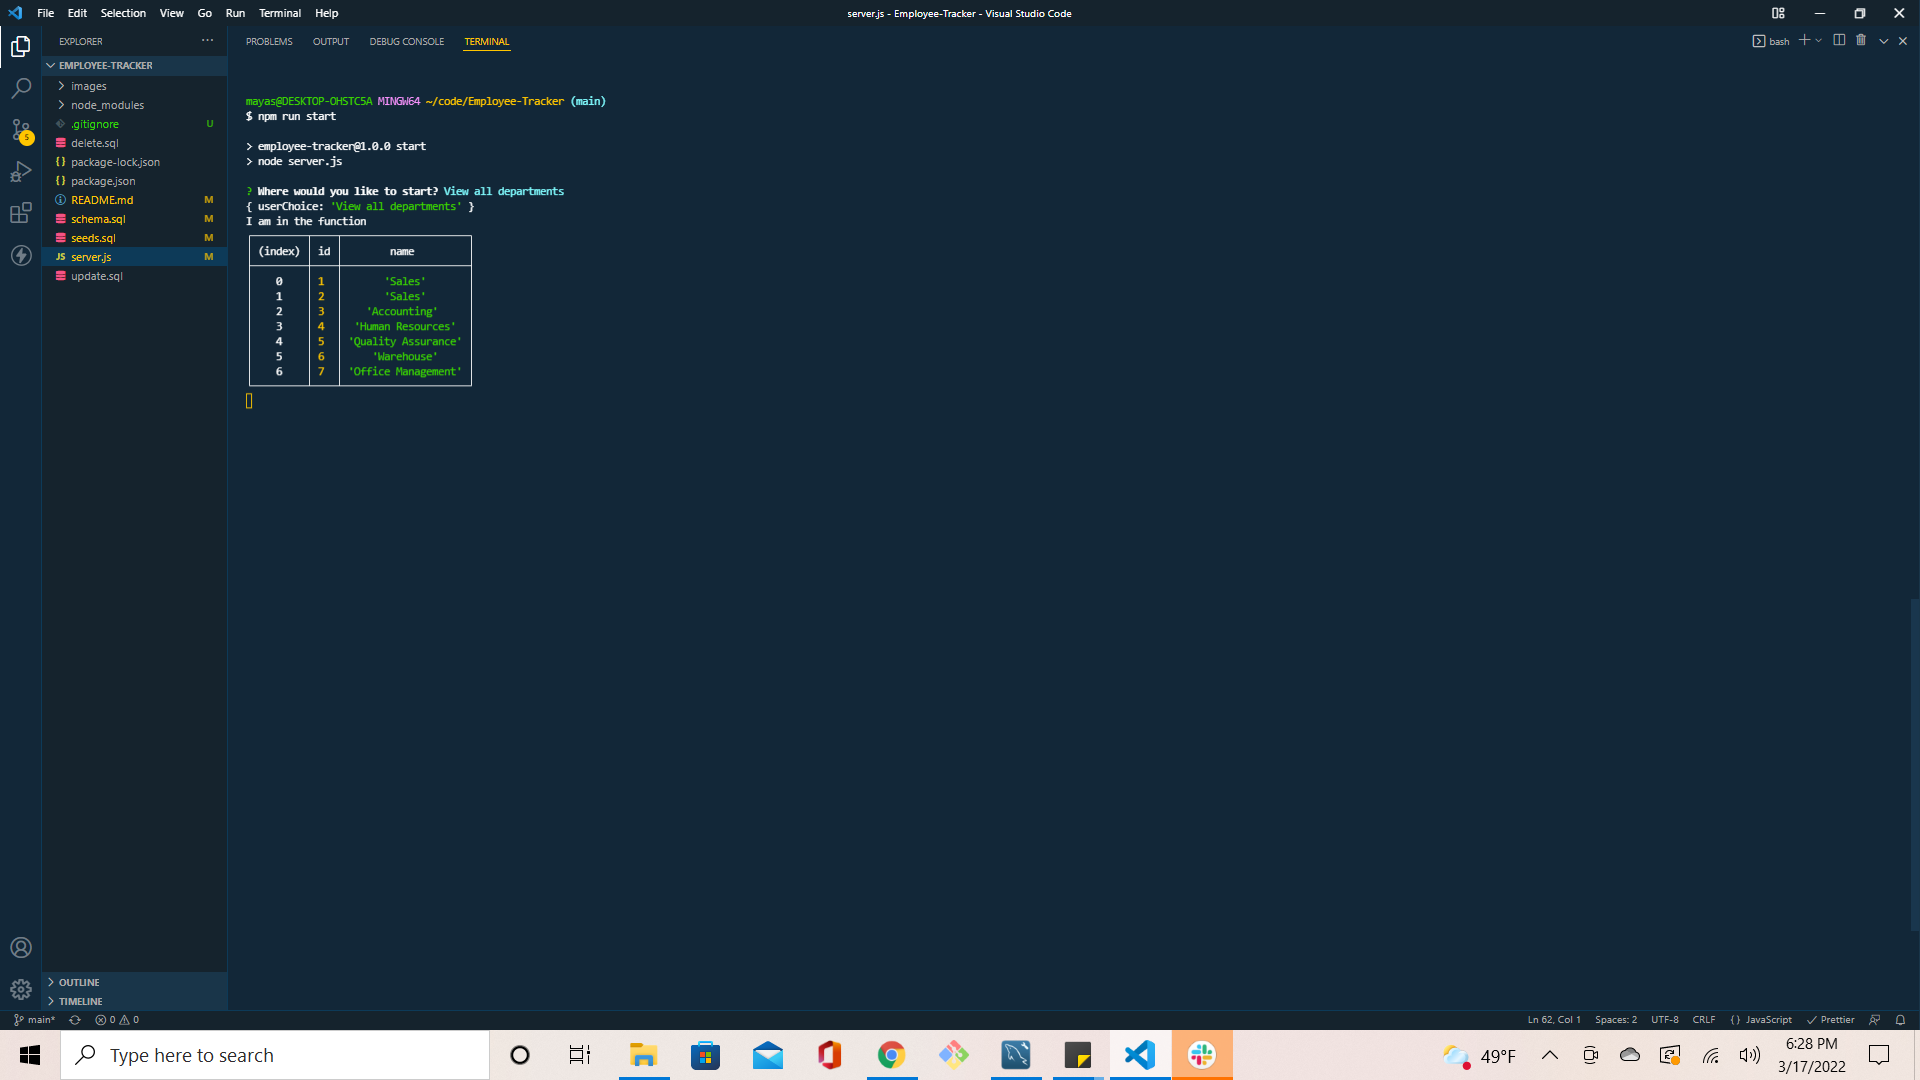 File Edit Selection View Go Run Terminal Help
server.js - Employee-Tracker - Visual Studio Code
EXPLORER
EMPLOYEE-TRACKER
images
node_modules
.gitignore U
delete.sql
package-lock.json
package.json
README.md M
schema.sql M
seeds.sql M
JS server.js M
update.sql
5
OUTLINE
TIMELINE
PROBLEMS OUTPUT DEBUG CONSOLE TERMINAL
bash
mayas@DESKTOP-OHSTC5A MINGW64 ~/code/Employee-Tracker (main)
$ npm run start
> employee-tracker@1.0.0 start
> node server.js
? Where would you like to start? View all departments
{ userChoice: 'View all departments' }
I am in the function
(index) id name
0 1 'Sales'
1 2 'Sales'
2 3 'Accounting'
3 4 'Human Resources'
4 5 'Quality Assurance'
5 6 'Warehouse'
6 7 'Office Management'
main* 0 0
Ln 62, Col 1 Spaces: 2 UTF-8 CRLF {} JavaScript Prettier
Type here to search
49°F
6:28 PM
3/17/2022